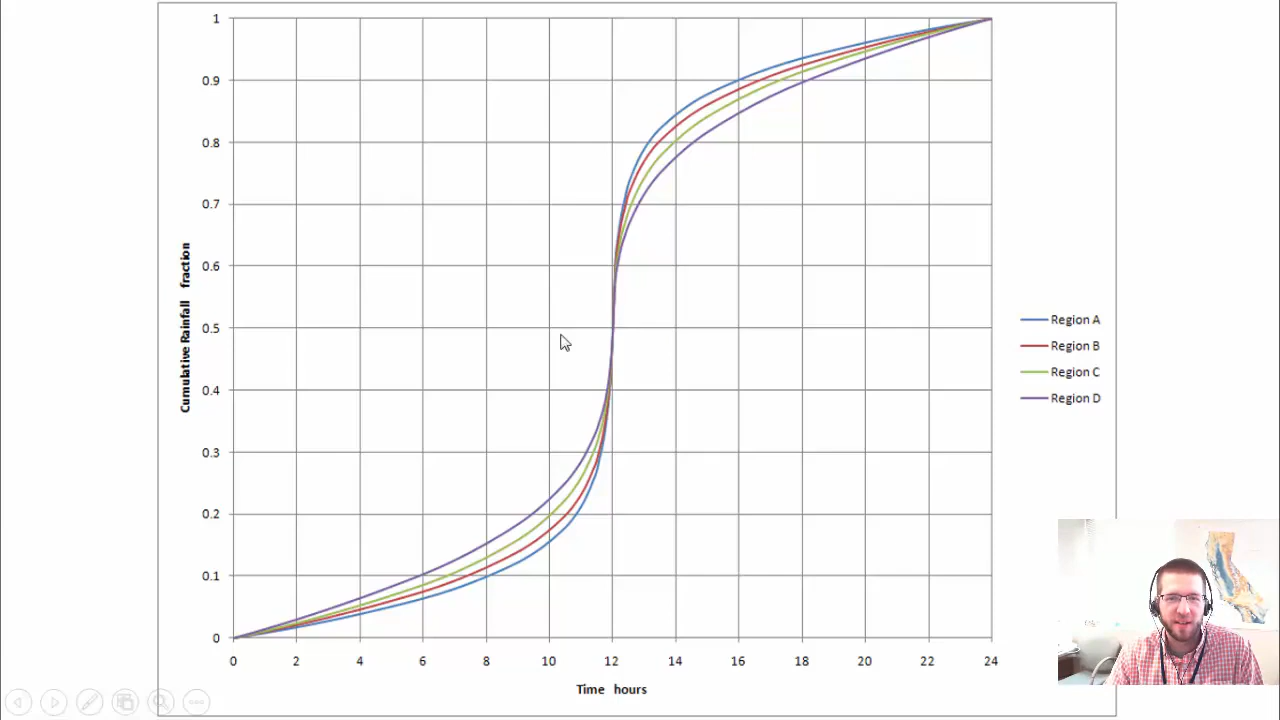 1
0.9
0.8
0.7
0.6
0.5
0.4
0.3
0.2
0.1
0
Cumulative Rainfall fraction
0 2 4 6 8 10 12 14 16 18 20 22 24
Time hours
Region A
Region B
Region C
Region D